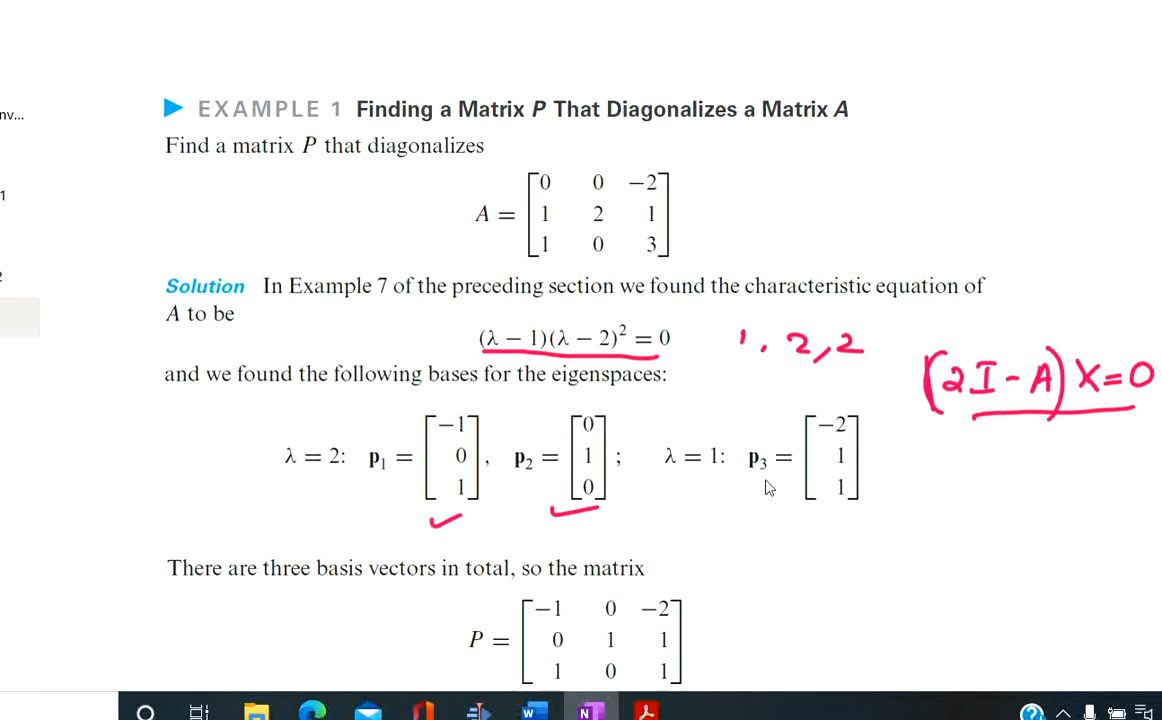 nv...
▶ EXAMPLE 1 Finding a Matrix P That Diagonalizes a Matrix A
Find a matrix P that diagonalizes
1
A = [0 0 −2
1 2 1
1 0 3]
Solution In Example 7 of the preceding section we found the characteristic equation of
A to be
(λ − 1)(λ − 2)² = 0 1, 2, 2
and we found the following bases for the eigenspaces:
(2I - A) X = 0
λ = 2: p₁ = [−1 0 1], p₂ = [0 1 0]; λ = 1: p₃ = [−2 1 1]
There are three basis vectors in total, so the matrix
P = [−1 0 −2
0 1 1
1 0 1]